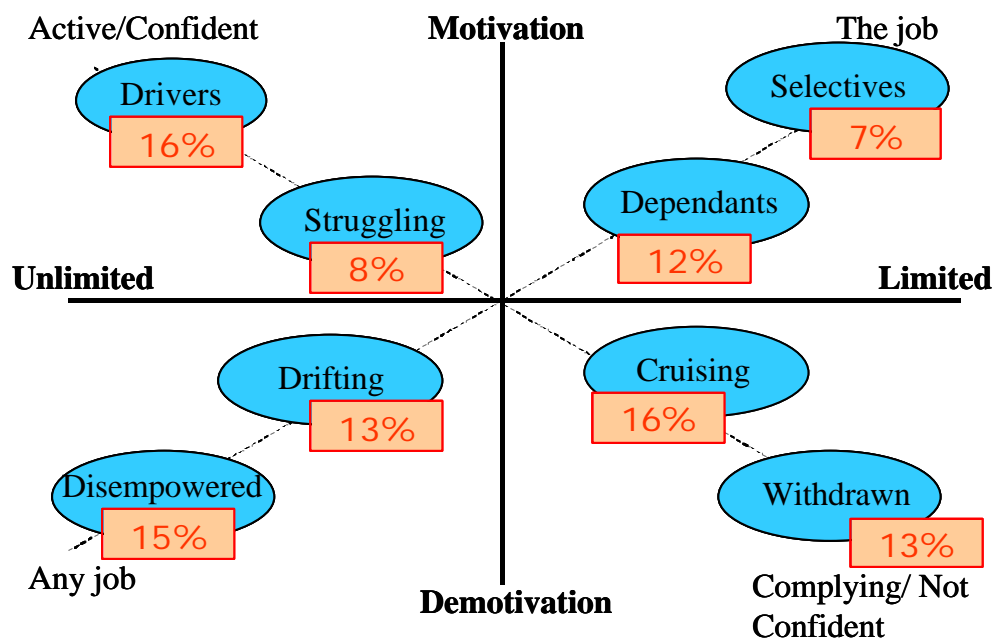 Active/Confident
Motivation
The job
Drivers
16%
Selectives
7%
Struggling
8%
Dependants
12%
Unlimited
Limited
Drifting
13%
Cruising
16%
Disempowered
15%
Withdrawn
13%
Any job
Demotivation
Complying/ Not
Confident